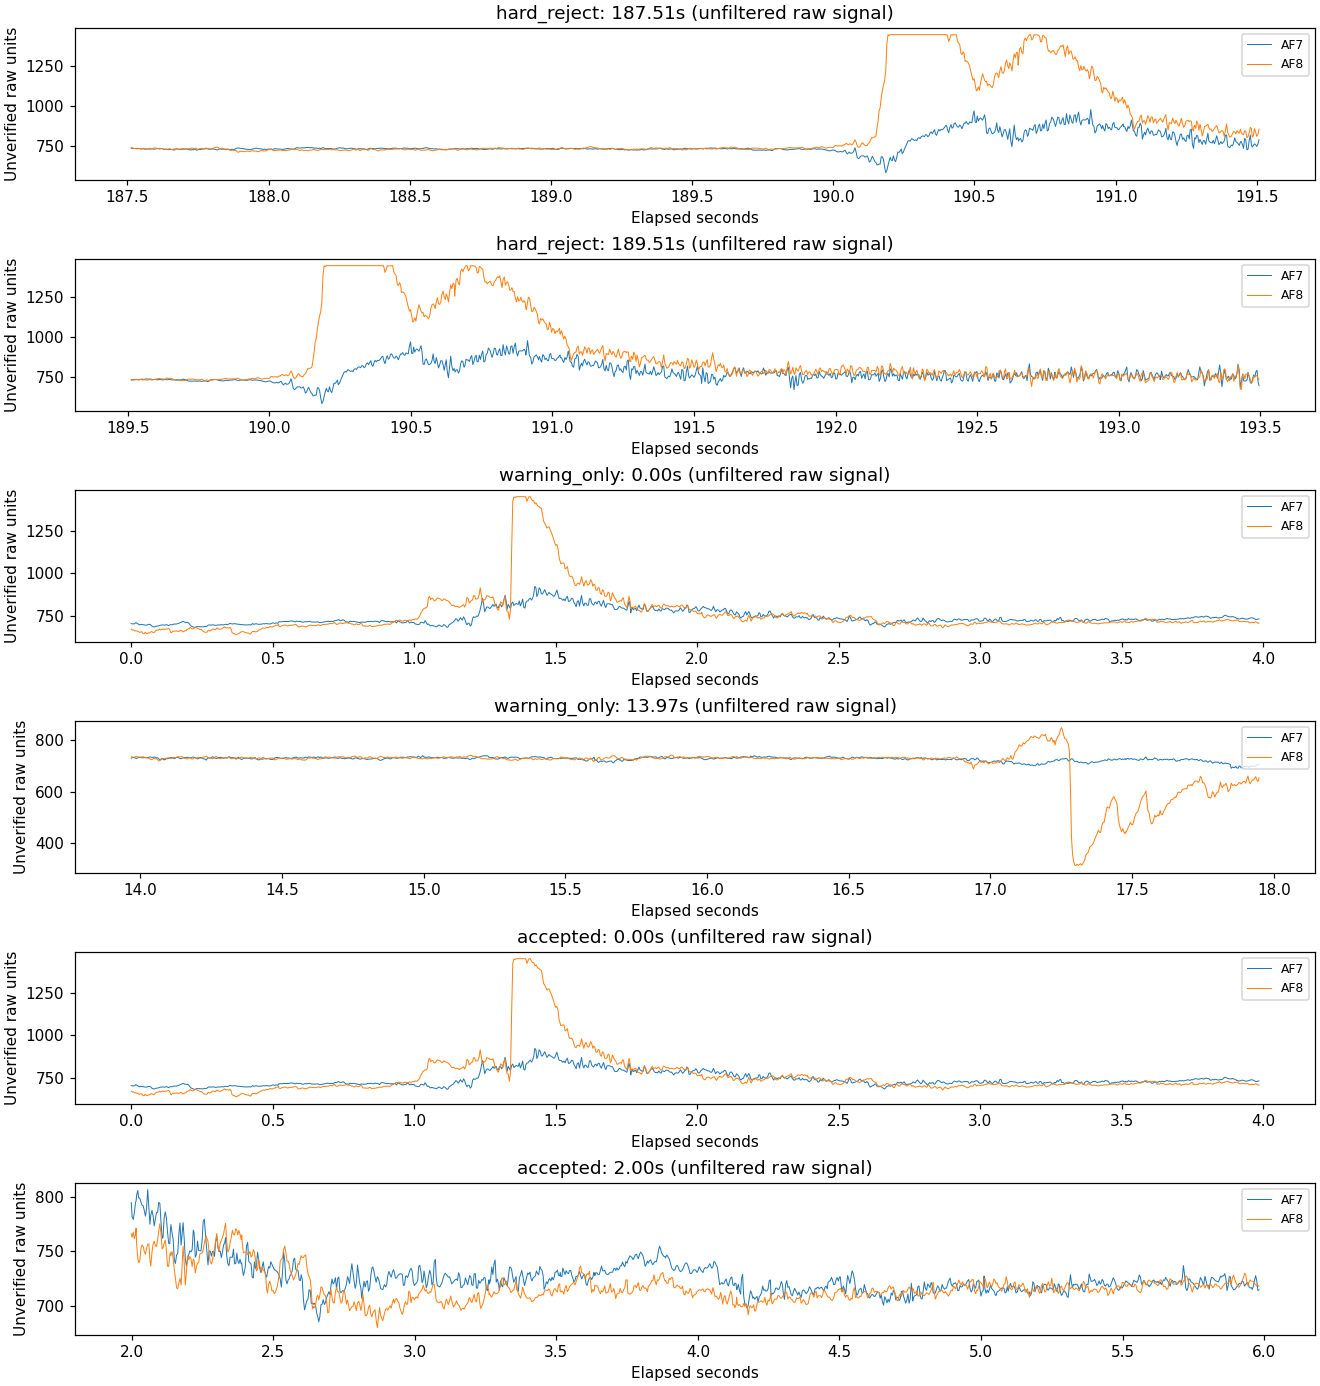 hard_reject: 187.51s (unfiltered raw signal)
Unverified raw units
1250
1000
750
AF7
AF8
187.5 188.0 188.5 189.0 189.5 190.0 190.5 191.0 191.5
Elapsed seconds
hard_reject: 189.51s (unfiltered raw signal)
Unverified raw units
1250
1000
750
AF7
AF8
189.5 190.0 190.5 191.0 191.5 192.0 192.5 193.0 193.5
Elapsed seconds
warning_only: 0.00s (unfiltered raw signal)
Unverified raw units
1250
1000
750
AF7
AF8
0.0 0.5 1.0 1.5 2.0 2.5 3.0 3.5 4.0
Elapsed seconds
warning_only: 13.97s (unfiltered raw signal)
Unverified raw units
800
600
400
AF7
AF8
14.0 14.5 15.0 15.5 16.0 16.5 17.0 17.5 18.0
Elapsed seconds
accepted: 0.00s (unfiltered raw signal)
Unverified raw units
1250
1000
750
AF7
AF8
0.0 0.5 1.0 1.5 2.0 2.5 3.0 3.5 4.0
Elapsed seconds
accepted: 2.00s (unfiltered raw signal)
Unverified raw units
800
750
700
AF7
AF8
2.0 2.5 3.0 3.5 4.0 4.5 5.0 5.5 6.0
Elapsed seconds